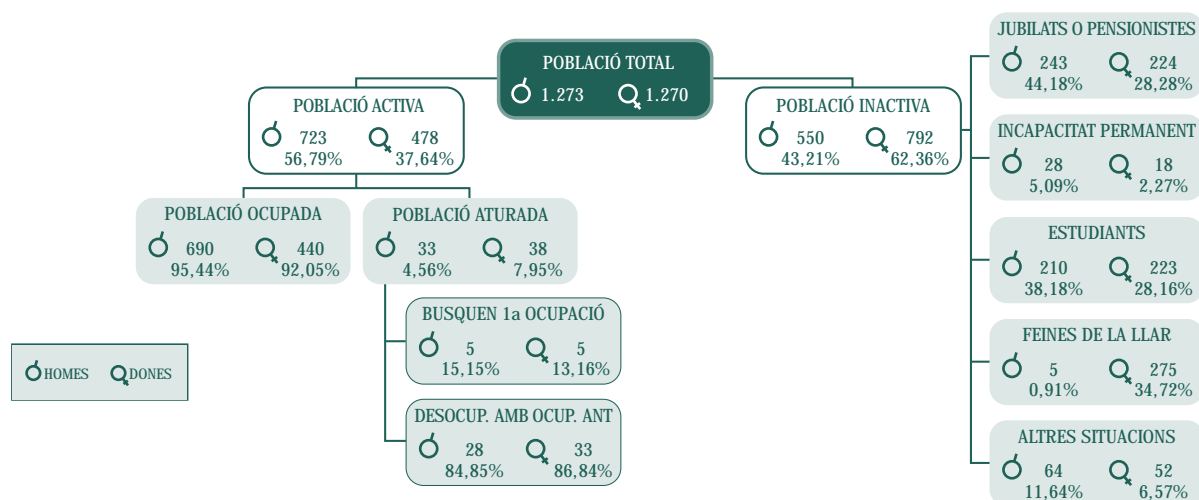 POBLACIÓ TOTAL
1.273 1.270
POBLACIÓ ACTIVA
723 478
56,79% 37,64%
POBLACIÓ OCUPADA
690 440
95,44% 92,05%
POBLACIÓ ATURADA
33 38
4,56% 7,95%
BUSQUEN 1a OCUPACIÓ
5 5
15,15% 13,16%
DESOCUP. AMB OCUP. ANT
28 33
84,85% 86,84%
POBLACIÓ INACTIVA
550 792
43,21% 62,36%
JUBILATS O PENSIONISTES
243 224
44,18% 28,28%
INCAPACITAT PERMANENT
28 18
5,09% 2,27%
ESTUDIANTS
210 223
38,18% 28,16%
FEINES DE LA LLAR
5 275
0,91% 34,72%
ALTRES SITUACIONS
64 52
11,64% 6,57%
HOMES DONES